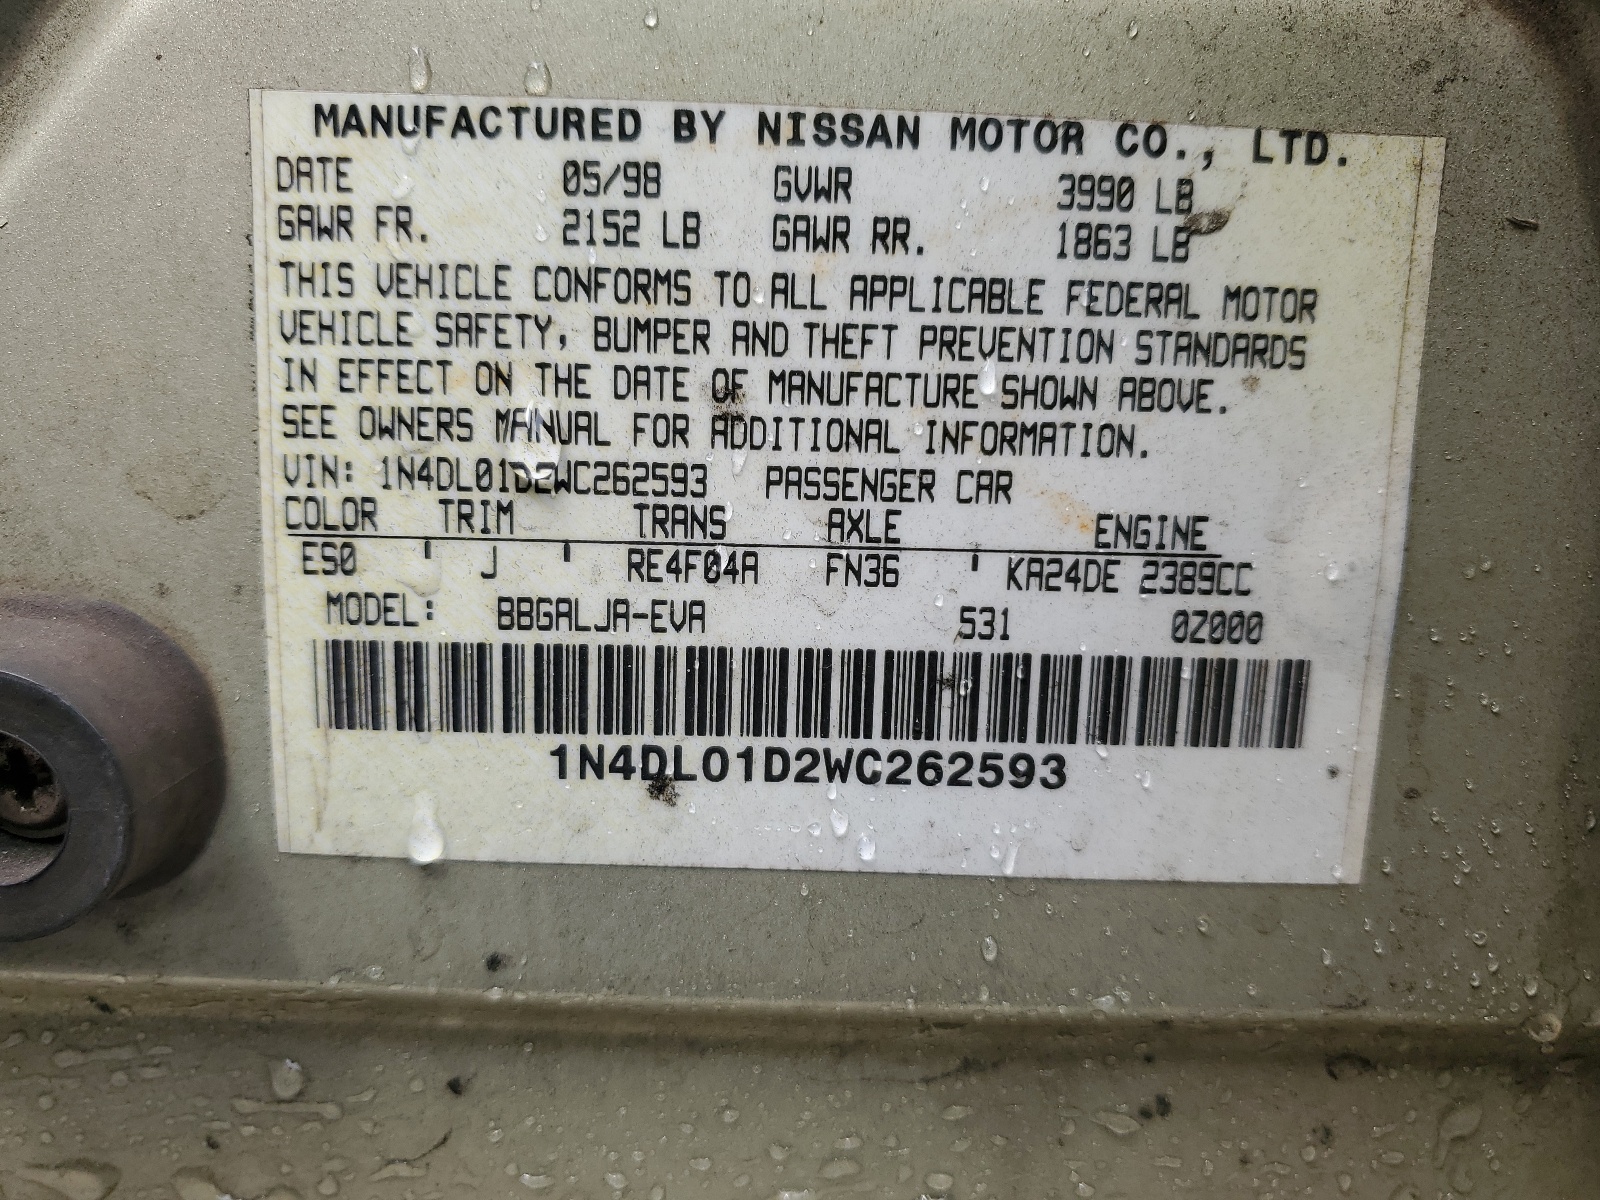 MANUFACTURED BY NISSAN MOTOR CO., LTD.
DATE 05/98 GVWR 3990 LB
GAWR FR. 2152 LB GAWR RR. 1863 LB
THIS VEHICLE CONFORMS TO ALL APPLICABLE FEDERAL MOTOR
VEHICLE SAFETY, BUMPER AND THEFT PREVENTION STANDARDS
IN EFFECT ON THE DATE OF MANUFACTURE SHOWN ABOVE.
SEE OWNERS MANUAL FOR ADDITIONAL INFORMATION.
VIN: 1N4DL01D2WC262593 PASSENGER CAR
COLOR TRIM TRANS AXLE ENGINE
ES0 J RE4F04A FN36 KA24DE 2389CC
MODEL: BBGALJA-EVA 531 0Z000
1N4DL01D2WC262593